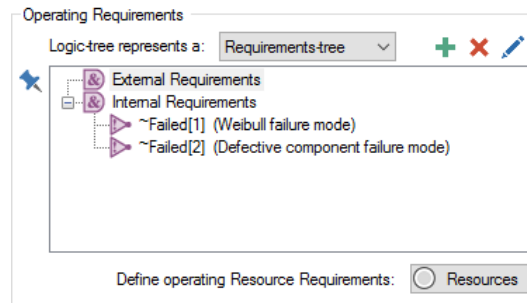 Operating Requirements
Logic-tree represents a: Requirements-tree
& External Requirements
& Internal Requirements
~Failed[1] (Weibull failure mode)
~Failed[2] (Defective component failure mode)
Define operating Resource Requirements: Resources